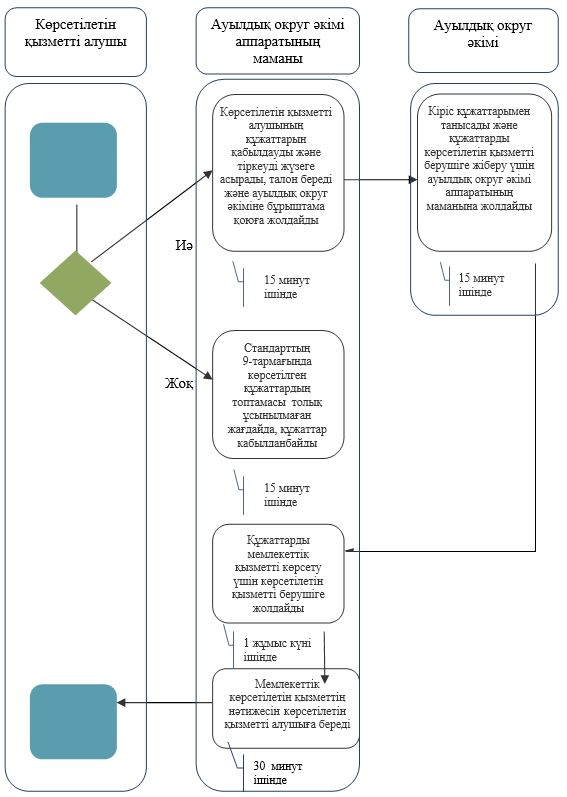 Көрсетілетін
қызметті алушы
Ауылдық округ әкімі
аппаратының
маманы
Ауылдық округ
әкімі
Көрсетілетін қызметті
алушының
құжаттарын
қабылдауды және
тіркеуді жүзеге
асырады, талон береді
және ауылдық округ
әкіміне бұрыштама
қоюға жолдайды
15 минут
ішінде
Кіріс құжаттарымен
танысады және
құжаттарды
көрсетілетін қызметті
берушіге жіберу үшін
ауылдық округ әкімі
аппаратының
маманына жолдайды
15 минут
ішінде
Иә
Жоқ
Стандарттың
9-тармағында
көрсетілген
құжаттардың
топтамасы толық
ұсынылмаған
жағдайда, құжаттар
қабылданбайды
15 минут
ішінде
Құжаттарды
мемлекеттік
қызметті көрсету
үшін көрсетілетін
қызметті берушіге
жолдайды
1 жұмыс күні
ішінде
Мемлекеттік
көрсетілетін қызметтің
нәтижесін көрсетілетін
қызметті алушыға береді
30 минут
ішінде